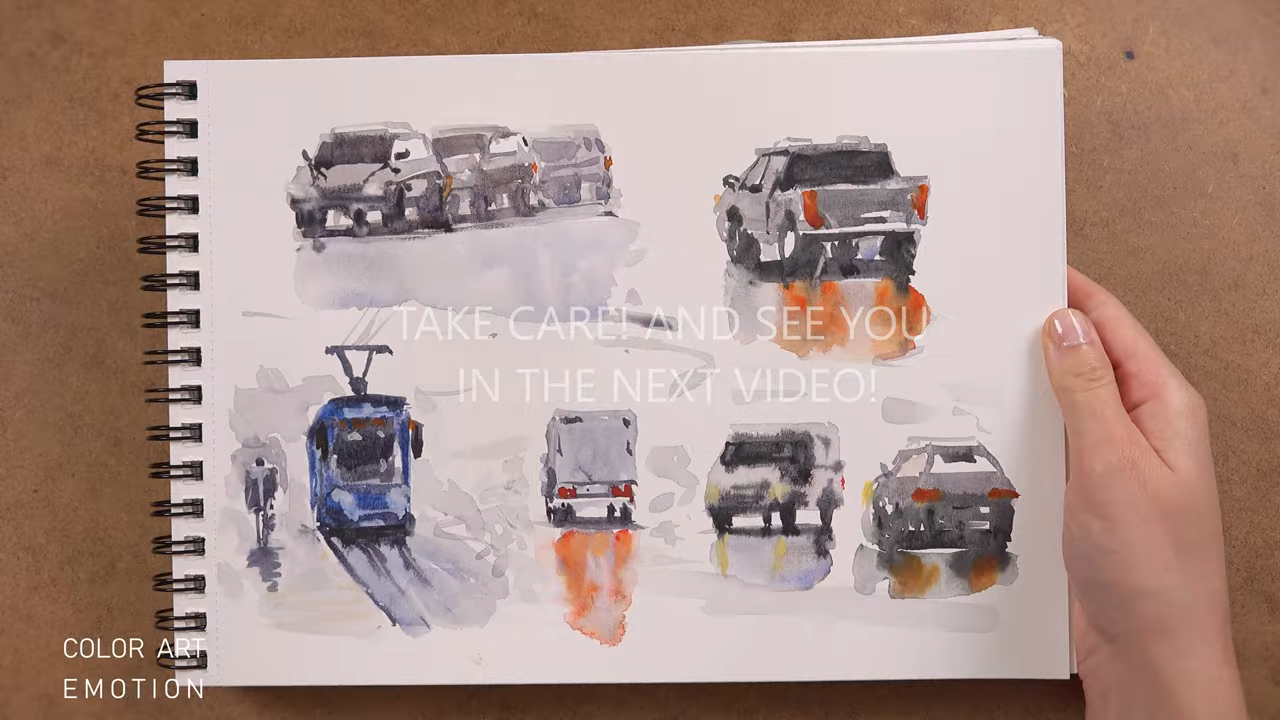 TAKE CARE! AND SEE YOU
IN THE NEXT VIDEO!
COLOR ART
EMOTION